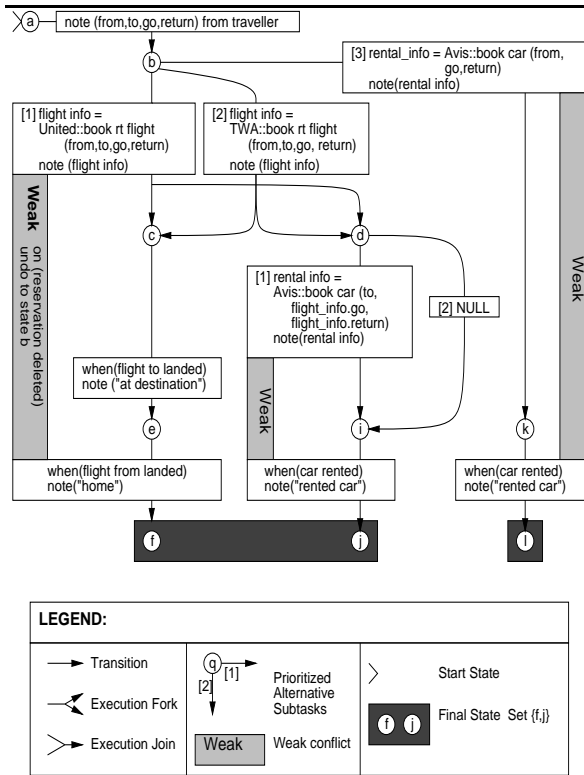 a
note (from,to,go,return) from traveller
b
[3] rental_info = Avis::book car (from,
go,return)
note(rental info)
[1] flight info =
United::book rt flight
(from,to,go,return)
note (flight info)
[2] flight info =
TWA::book rt flight
(from,to,go, return)
note (flight info)
Weak
on (reservation deleted)
undo to state b
Weak
c
d
[1] rental info =
Avis::book car (to,
flight_info.go,
flight_info.return)
note(rental info)
[2] NULL
when(flight to landed)
note ("at destination")
Weak
e
i
k
when(flight from landed)
note("home")
when(car rented)
note("rented car")
when(car rented)
note("rented car")
f
j
l
LEGEND:
Transition
Execution Fork
Execution Join
q
[1]
[2]
Prioritized
Alternative
Subtasks
Weak
Weak conflict
Start State
f j
Final State Set {f,j}